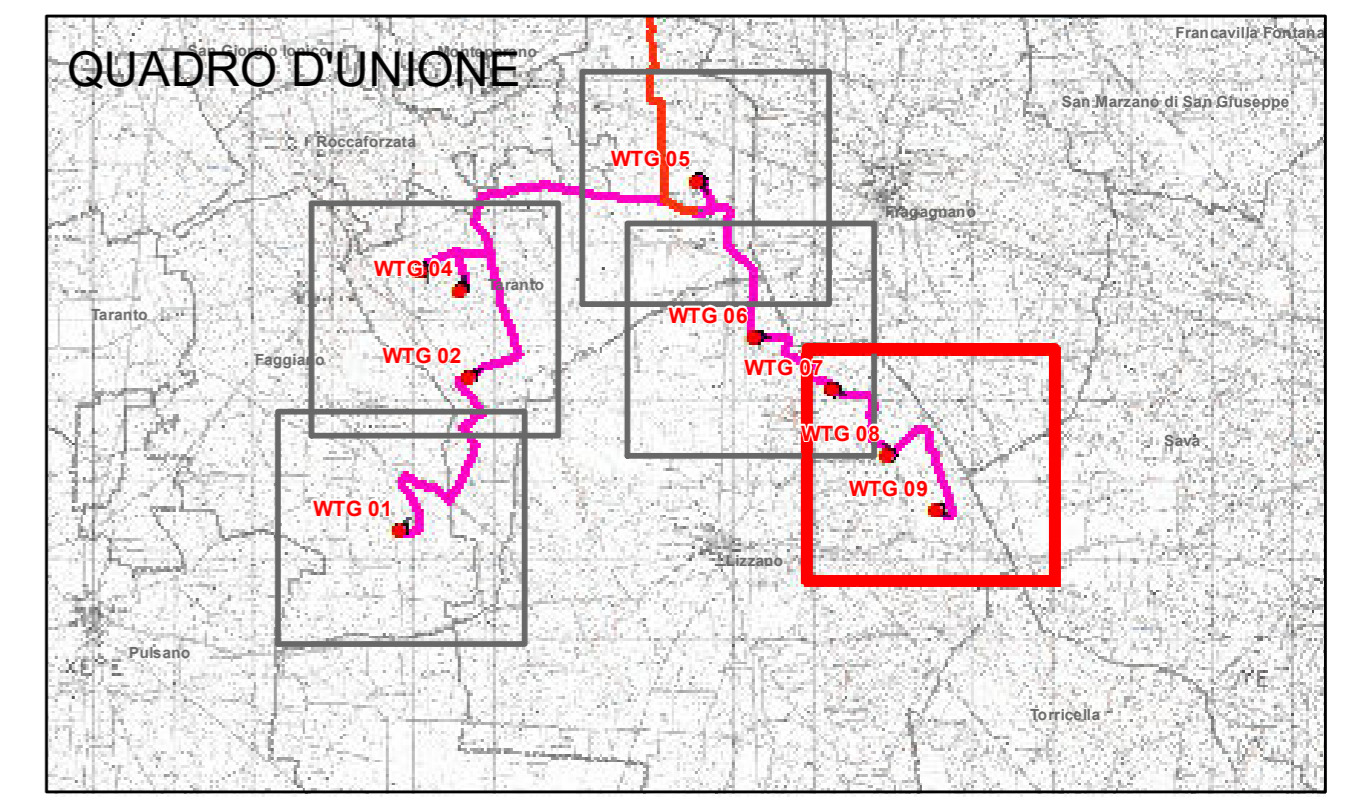 Francavilla Fontana
San Giorgio Ionico
Monteparano
QUADRO D'UNIONE
San Marzano di San Giuseppe
Roccaforzata
WTG 05
Fragagnano
WTG 04
Taranto
Taranto
WTG 06
Faggiano
WTG 02
WTG 07
WTG 08
Sava
WTG 09
WTG 01
Lizzano
Pulsano
Torricella